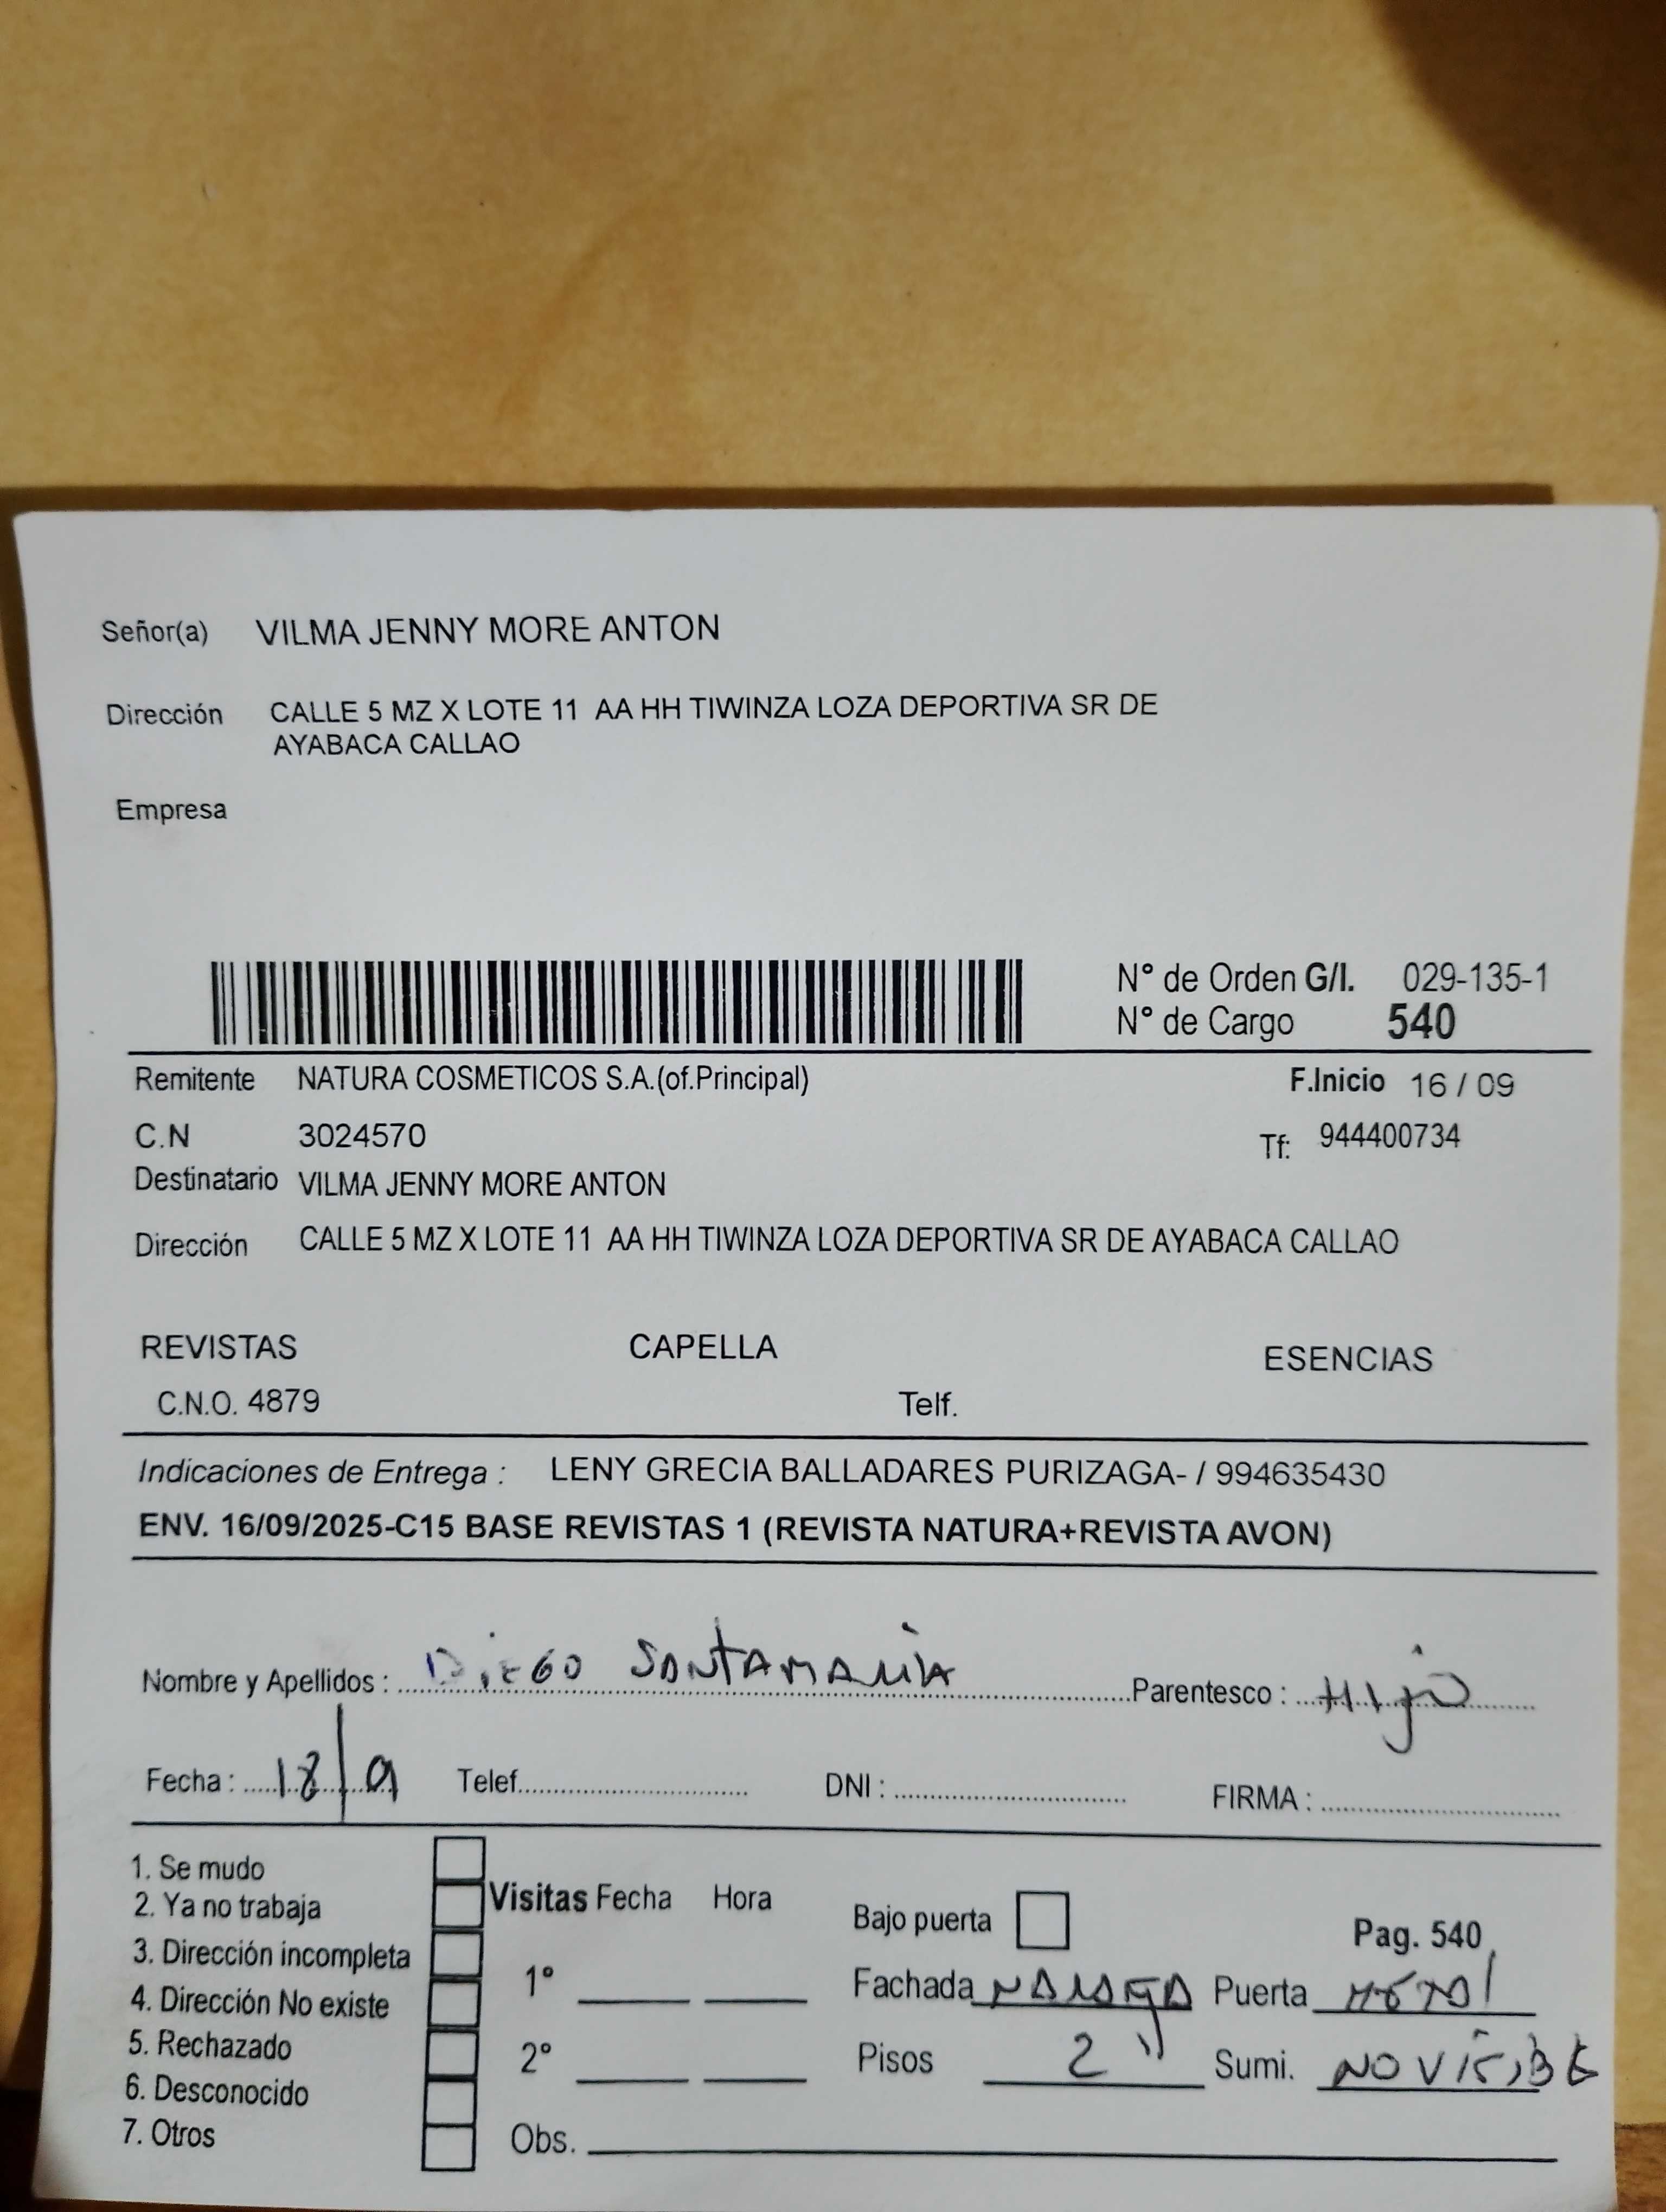 Señor(a) VILMA JENNY MORE ANTON
Dirección CALLE 5 MZ X LOTE 11 AA HH TIWINZA LOZA DEPORTIVA SR DE
AYABACA CALLAO
Empresa
N° de Orden G/I. 029-135-1
N° de Cargo 540
Remitente NATURA COSMETICOS S.A.(of.Principal) F.Inicio 16 / 09
C.N 3024570 Tf: 944400734
Destinatario VILMA JENNY MORE ANTON
Dirección CALLE 5 MZ X LOTE 11 AA HH TIWINZA LOZA DEPORTIVA SR DE AYABACA CALLAO
REVISTAS CAPELLA ESENCIAS
C.N.O. 4879 Telf.
Indicaciones de Entrega : LENY GRECIA BALLADARES PURIZAGA- / 994635430
ENV. 16/09/2025-C15 BASE REVISTAS 1 (REVISTA NATURA+REVISTA AVON)
Nombre y Apellidos : Diego SANTAMARIA Parentesco : Hijo
Fecha : 18/9 Telef. DNI : FIRMA :
1. Se mudo
2. Ya no trabaja Visitas Fecha Hora Bajo puerta Pag. 540
3. Dirección incompleta
4. Dirección No existe 1° Fachada Puerta METAL
5. Rechazado 2° Pisos 2 Sumi. NO VISIBE
6. Desconocido
7. Otros Obs.